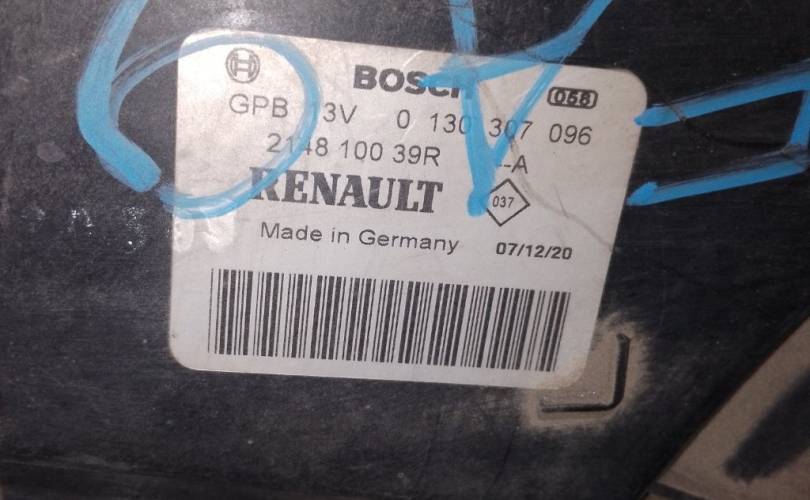 BOSCH 058
GPB 13V 0 130 307 096
2148 100 39R --A
RENAULT 037
Made in Germany 07/12/20